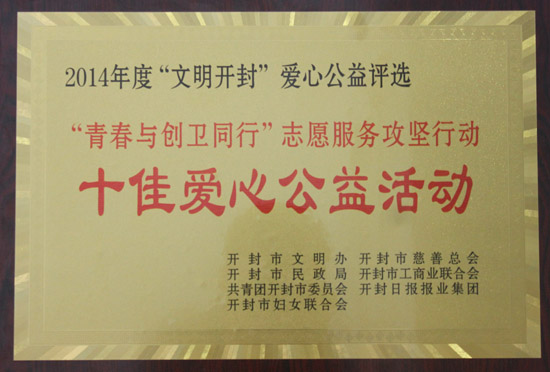 2014年度“文明开封”爱心公益评选
“青春与创卫同行”志愿服务攻坚行动
十佳爱心公益活动
开封市文明办 开封市慈善总会
开封市民政局 开封市工商业联合会
共青团开封市委员会 开封日报报业集团
开封市妇女联合会